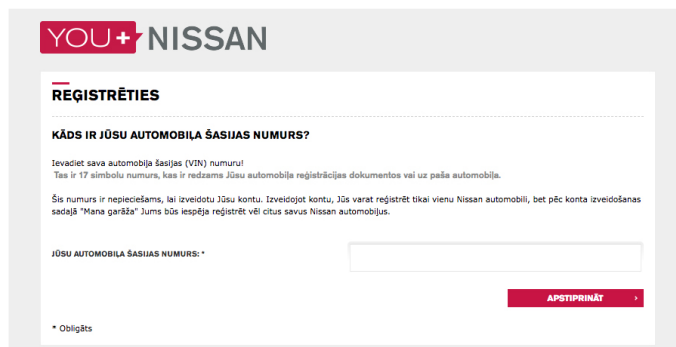 YOU+ NISSAN
REĢISTRĒTIES
KĀDS IR JŪSU AUTOMOBIĻA ŠASIJAS NUMURS?
Ievadiet sava automobiļa šasijas (VIN) numuru!
Tas ir 17 simbolu numurs, kas ir redzams Jūsu automobiļa reģistrācijas dokumentos vai uz paša automobiļa.
Šis numurs ir nepieciešams, lai izveidotu Jūsu kontu. Izveidojot kontu, Jūs varat reģistrēt tikai vienu Nissan automobili, bet pēc konta izveidošanas
sadaļā "Mana garāža" Jums būs iespēja reģistrēt vēl citus savus Nissan automobiļus.
JŪSU AUTOMOBIĻA ŠASIJAS NUMURS: *
APSTIPRINĀT ›
* Obligāts